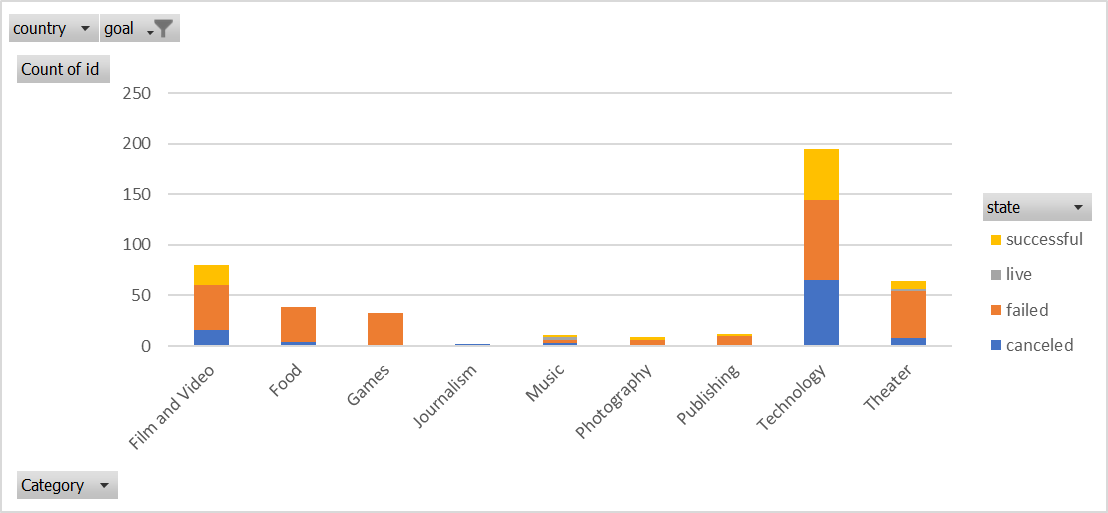 country goal
Count of id
250
200
150
100
50
0
Film and Video
Food
Games
Journalism
Music
Photography
Publishing
Technology
Theater
state
successful
live
failed
canceled
Category